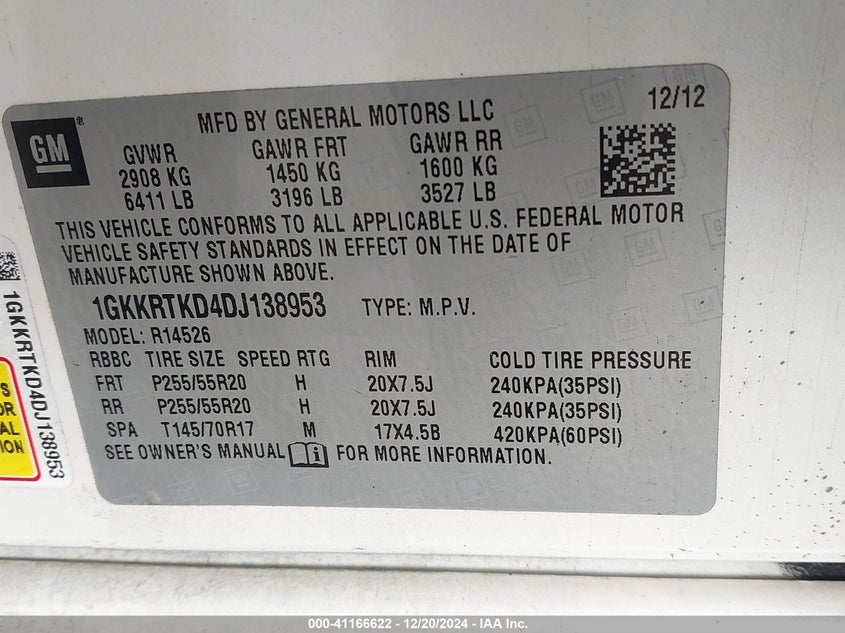 GM
®
MFD BY GENERAL MOTORS LLC
12/12
GVWR GAWR FRT GAWR RR
2908 KG 1450 KG 1600 KG
6411 LB 3196 LB 3527 LB
THIS VEHICLE CONFORMS TO ALL APPLICABLE U.S. FEDERAL MOTOR
VEHICLE SAFETY STANDARDS IN EFFECT ON THE DATE OF
MANUFACTURE SHOWN ABOVE.
1GKKRTKD4DJ138953 TYPE: M.P.V.
MODEL: R14526
RBBC TIRE SIZE SPEED RTG RIM COLD TIRE PRESSURE
FRT P255/55R20 H 20X7.5J 240KPA(35PSI)
RR P255/55R20 H 20X7.5J 240KPA(35PSI)
SPA T145/70R17 M 17X4.5B 420KPA(60PSI)
SEE OWNER'S MANUAL i FOR MORE INFORMATION.
1GKKRTKD4DJ138953
000-41166622 - 12/20/2024 - IAA Inc.